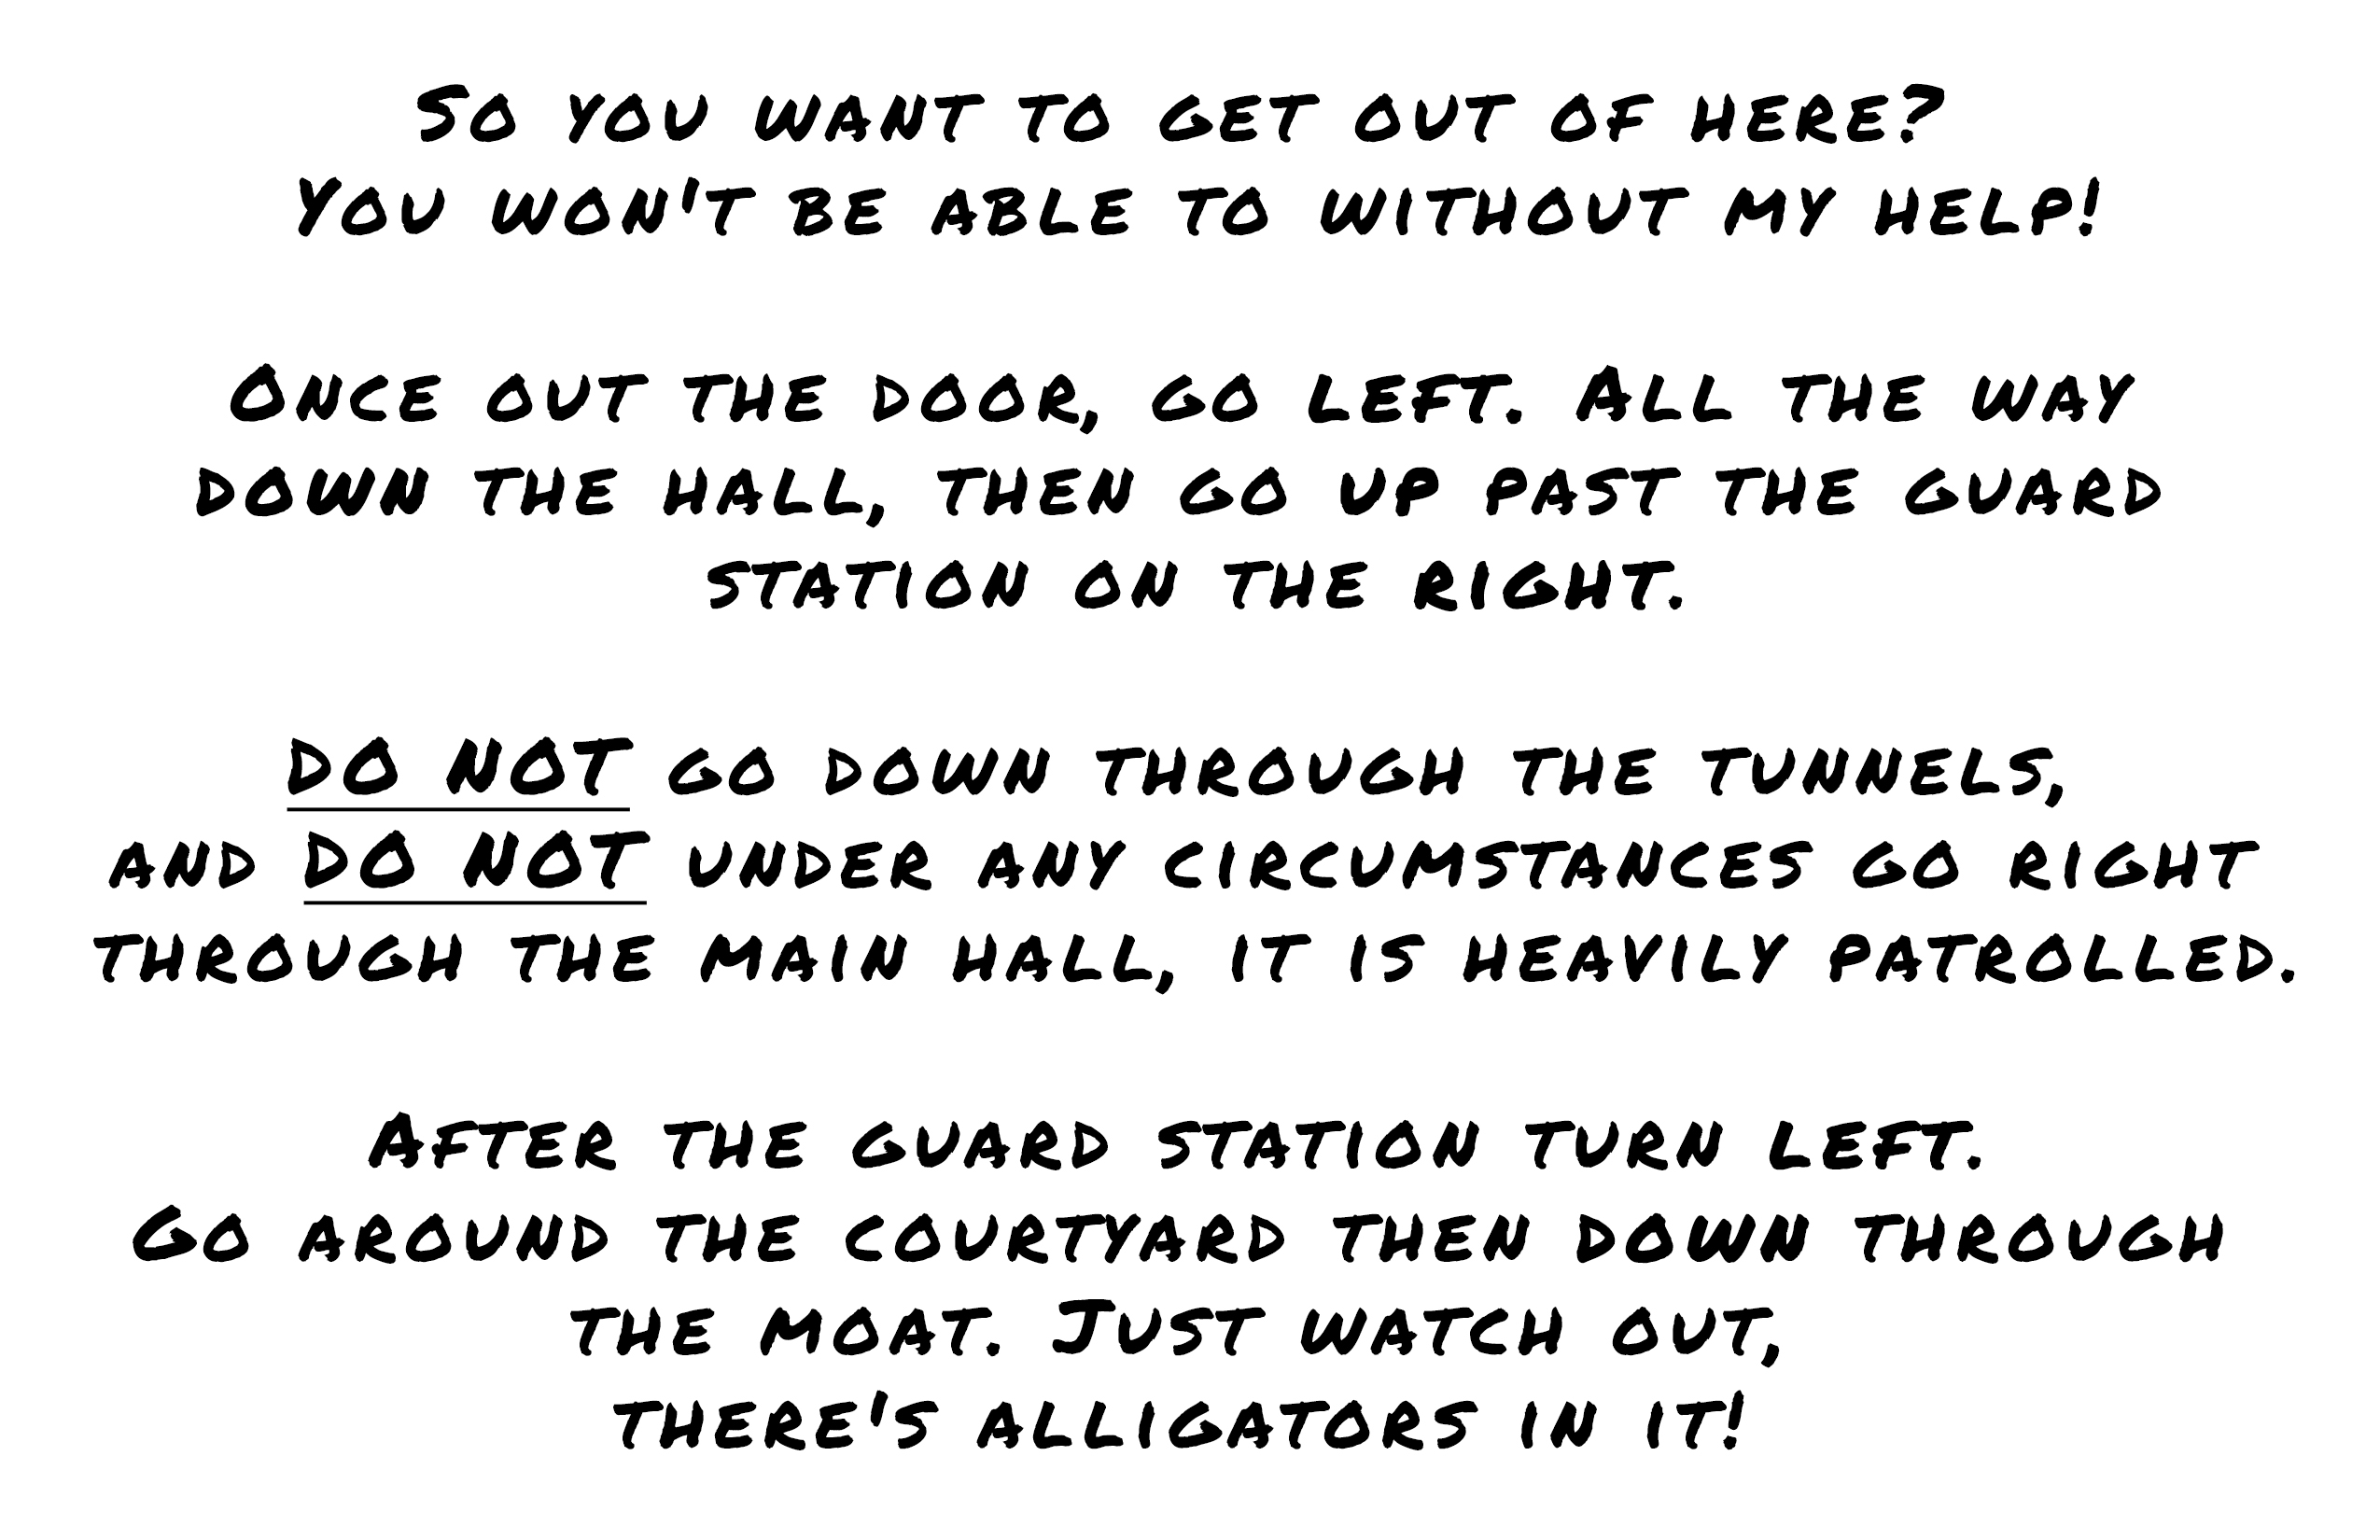 So you want to get out of here?
You won't be able to without my help!
Once out the door, go left. All the way
down the hall, then go up past the guard
station on the right.
DO NOT go down through the tunnels,
and DO NOT under any circumstances go right
through the main hall, it is heavily patrolled.
After the guard station turn left.
Go around the courtyard then down through
the moat. Just watch out,
there's alligators in it!